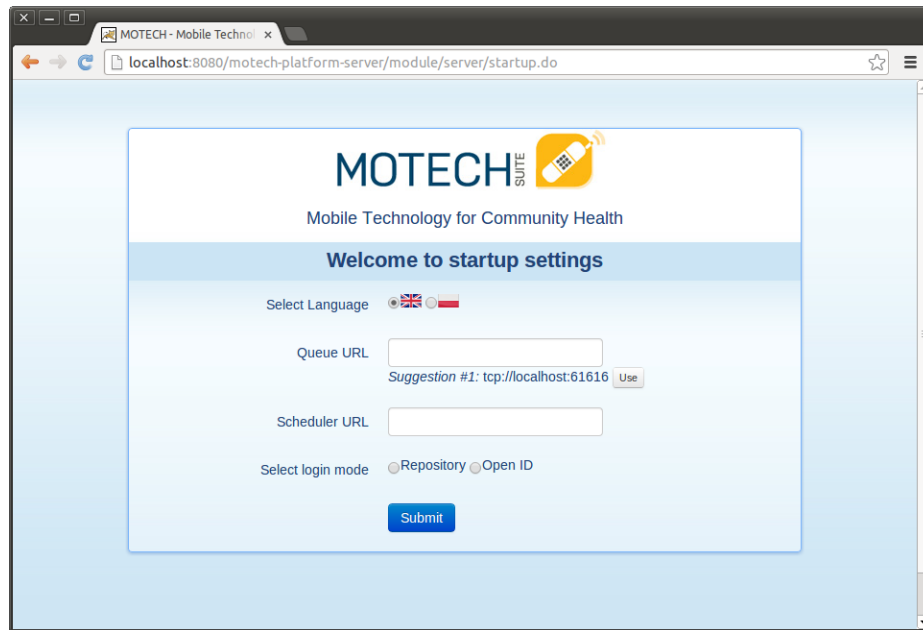 MOTECH - Mobile Technol
localhost:8080/motech-platform-server/module/server/startup.do
MOTECH SUITE
Mobile Technology for Community Health
Welcome to startup settings
Select Language
Queue URL
Suggestion #1: tcp://localhost:61616 Use
Scheduler URL
Select login mode Repository Open ID
Submit